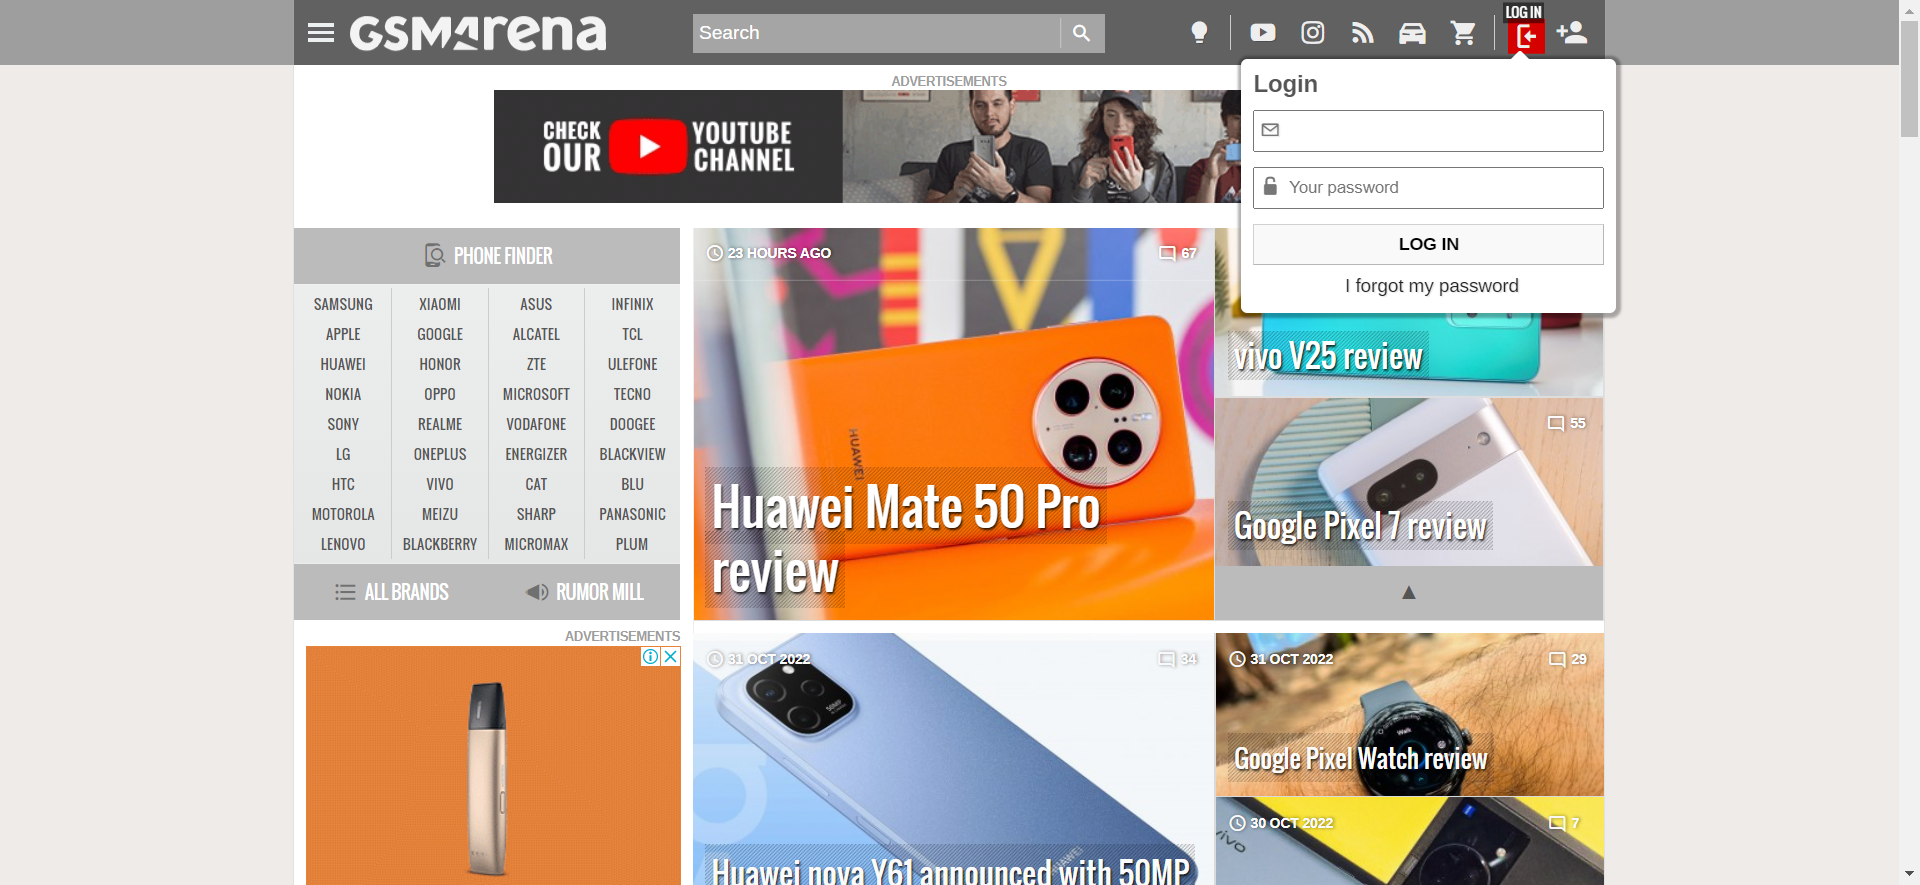 GSMArena
Search
LOG IN
Login
Your password
LOG IN
I forgot my password
ADVERTISEMENTS
CHECK OUR
YOUTUBE CHANNEL
PHONE FINDER
SAMSUNG XIAOMI ASUS INFINIX
APPLE GOOGLE ALCATEL TCL
HUAWEI HONOR ZTE ULEFONE
NOKIA OPPO MICROSOFT TECNO
SONY REALME VODAFONE DOOGEE
LG ONEPLUS ENERGIZER BLACKVIEW
HTC VIVO CAT BLU
MOTOROLA MEIZU SHARP PANASONIC
LENOVO BLACKBERRY MICROMAX PLUM
ALL BRANDS RUMOR MILL
ADVERTISEMENTS
23 HOURS AGO 67
HUAWEI
Huawei Mate 50 Pro
review
vivo V25 review
55
Google Pixel 7 review
▲
31 OCT 2022 34
50MP
HUAWEI
Huawei nova Y61 announced with 50MP
31 OCT 2022 29
Walk
Google Pixel Watch review
30 OCT 2022 7
vivo